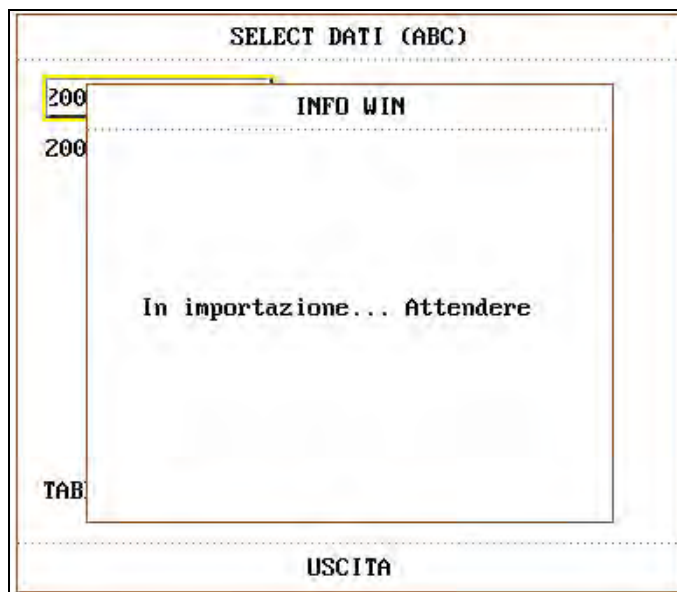 SELECT DATI (ABC)
200
INFO WIN
200
In importazione... Attendere
TAB
USCITA